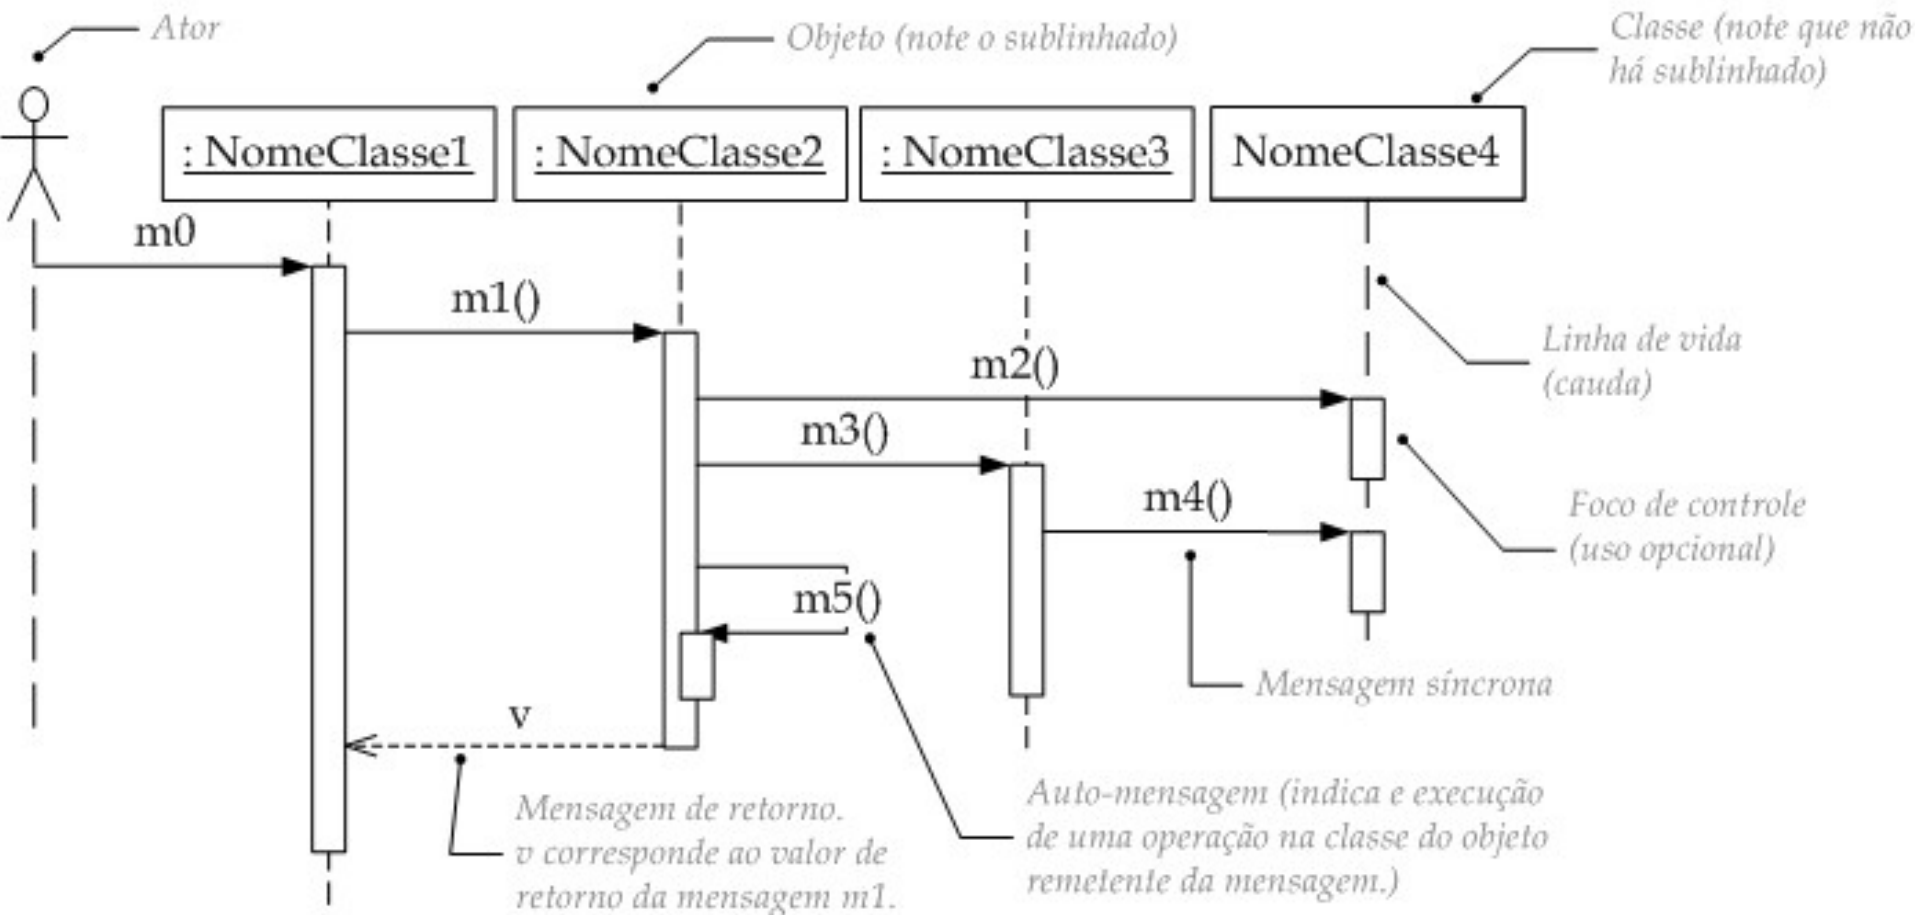 Ator
Objeto (note o sublinhado)
Classe (note que não
há sublinhado)
: NomeClasse1
: NomeClasse2
: NomeClasse3
NomeClasse4
m0
m1()
Linha de vida
(cauda)
m2()
m3()
m4()
Foco de controle
(uso opcional)
m5()
Mensagem síncrona
v
Mensagem de retorno.
v corresponde ao valor de
retorno da mensagem m1.
Auto-mensagem (indica e execução
de uma operação na classe do objeto
remetente da mensagem.)